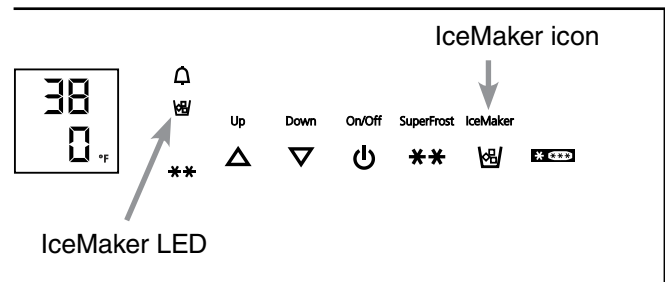 IceMaker icon
38
0 °F
Up Down On/Off SuperFrost IceMaker
IceMaker LED